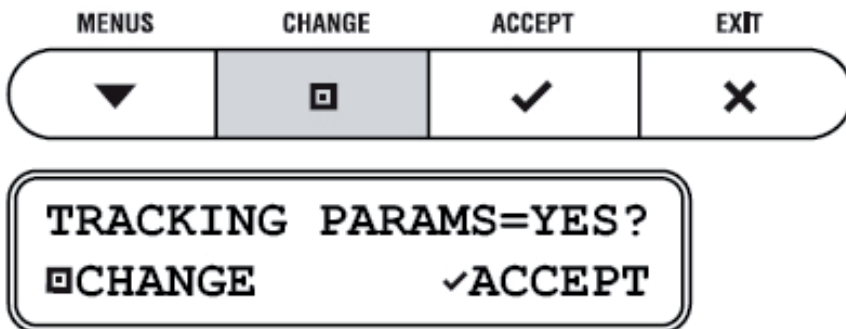 MENUS CHANGE ACCEPT EXIT
TRACKING PARAMS=YES?
CHANGE ACCEPT